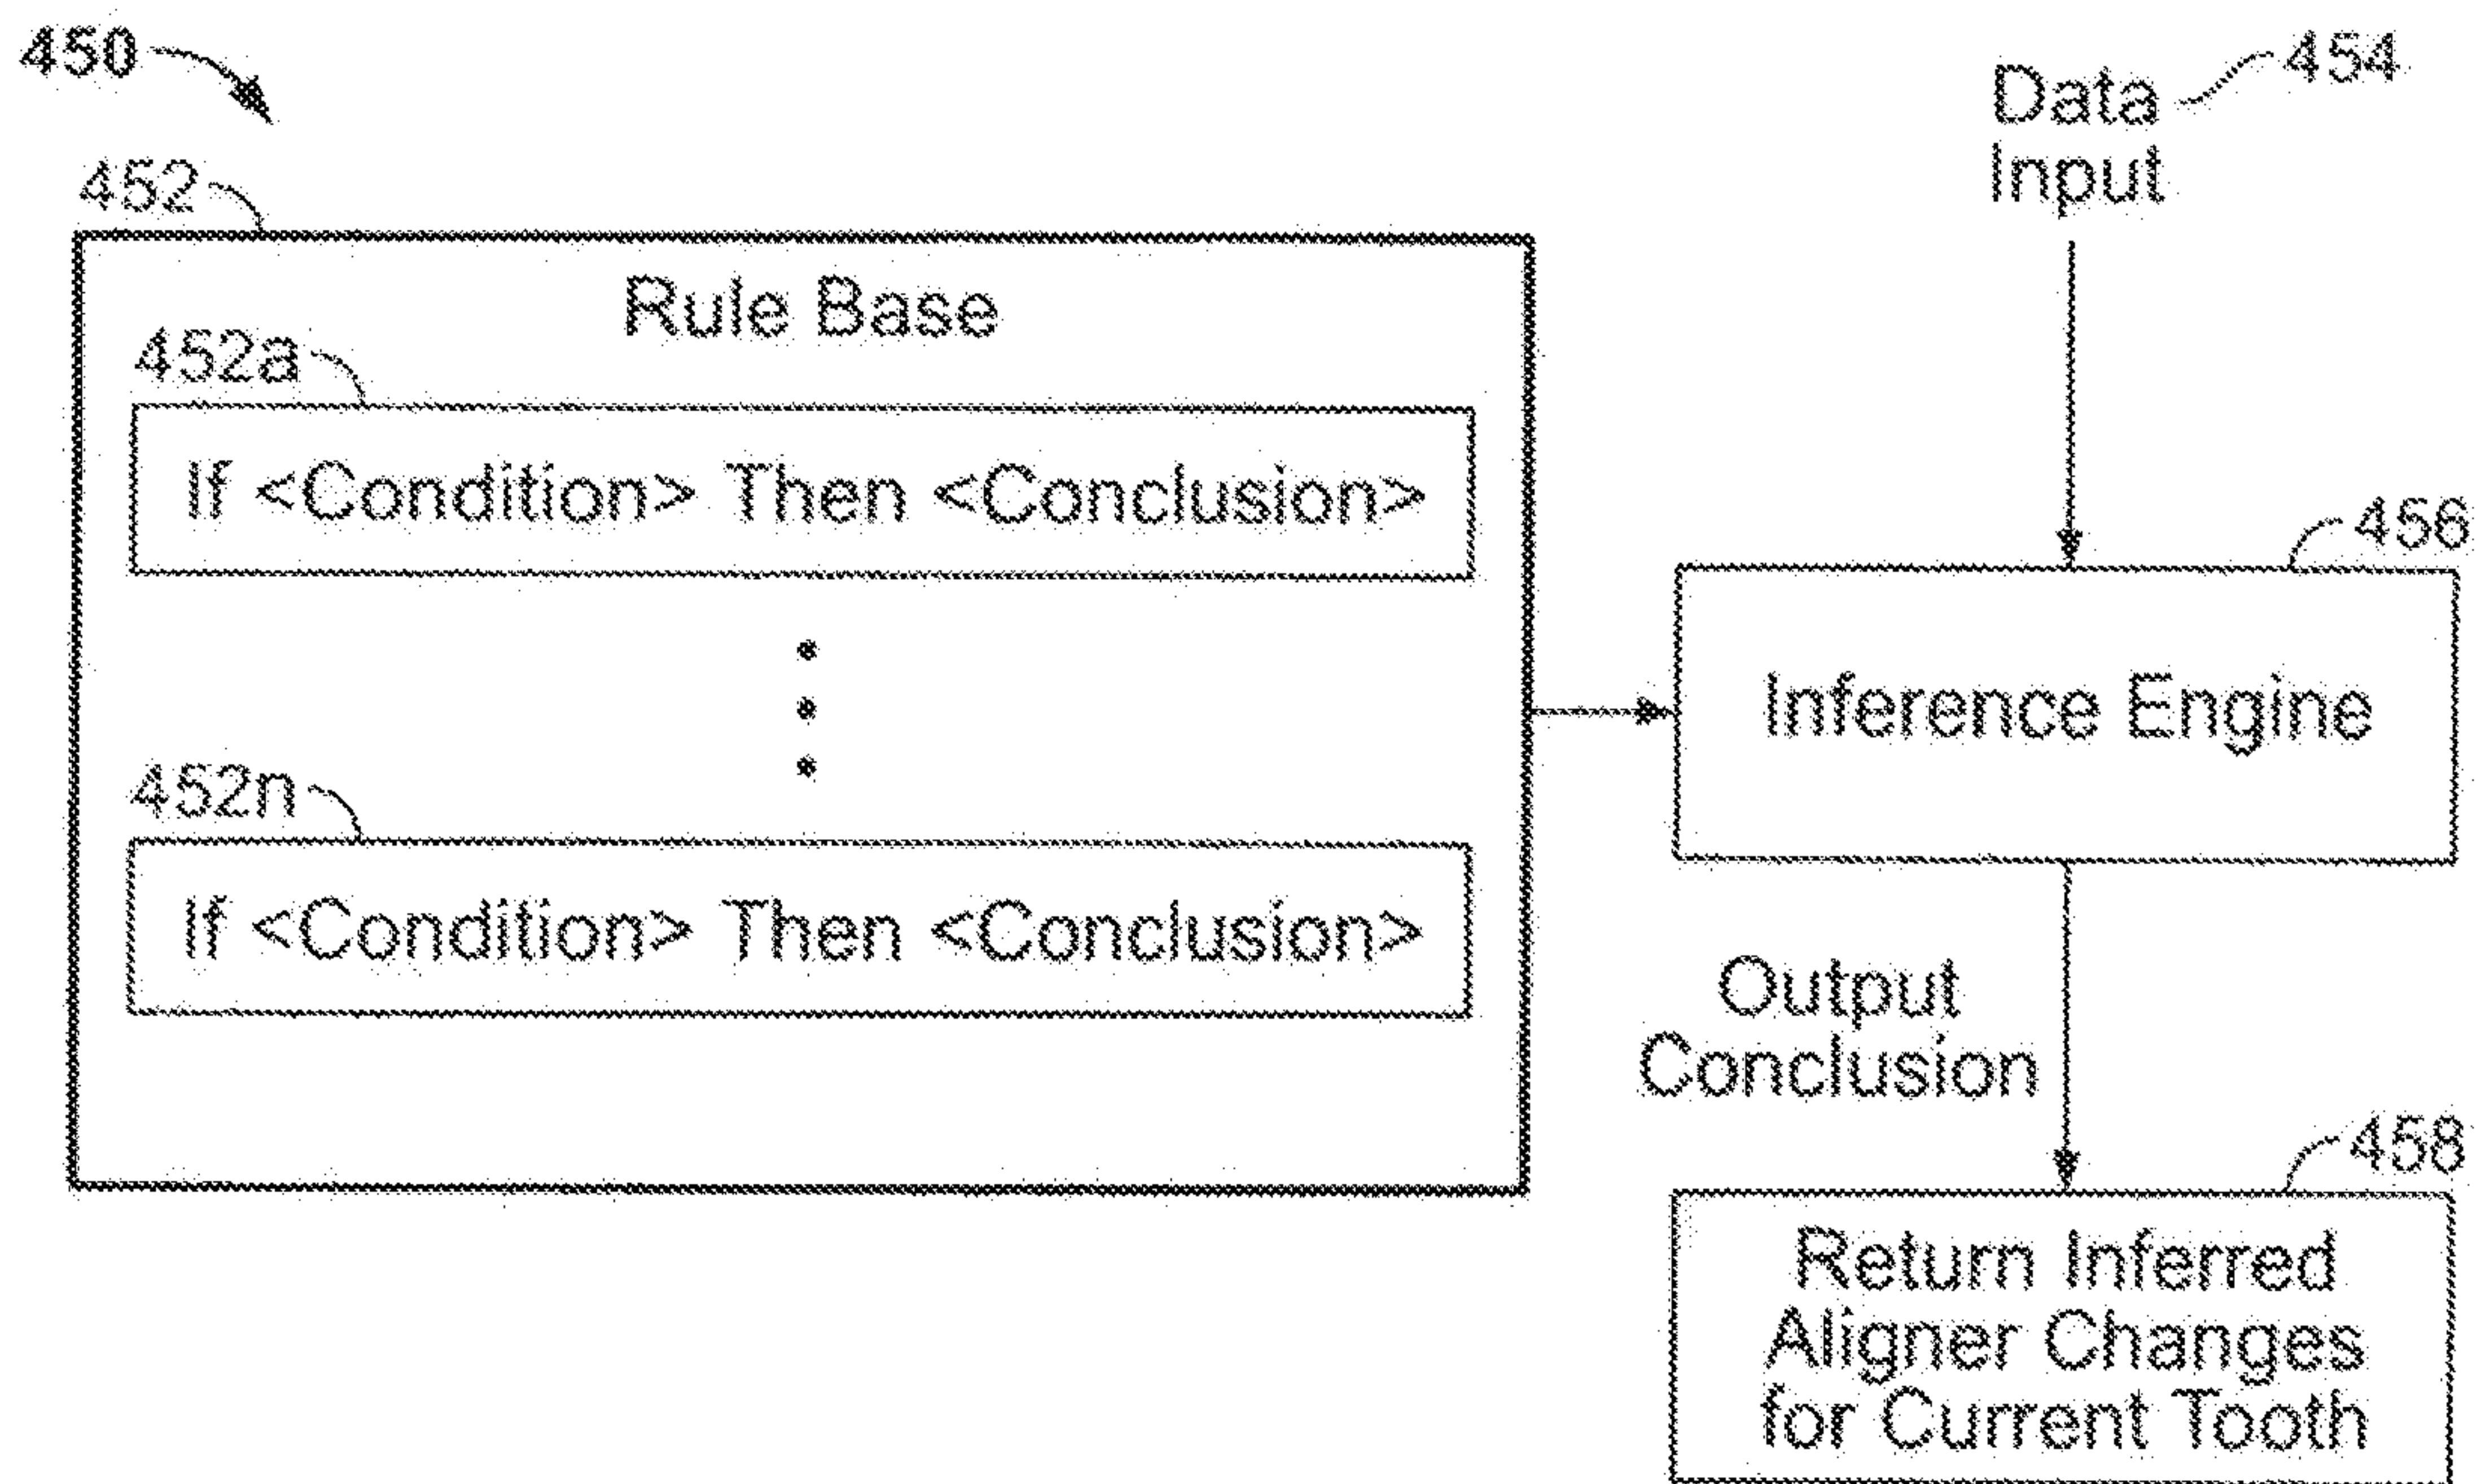 450
454
Data
Input
452
Rule Base
452a
If <Condition> Then <Conclusion>
456
Inference Engine
452n
If <Condition> Then <Conclusion>
Output
Conclusion
458
Return Inferred
Aligner Changes
for Current Tooth